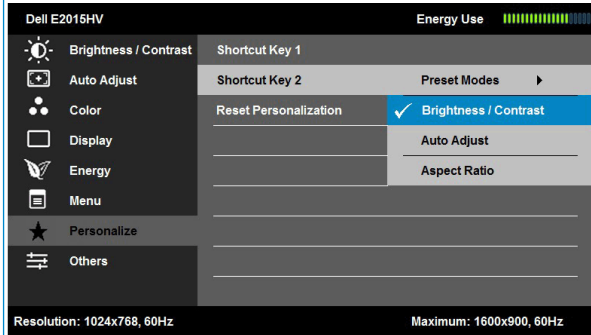 Dell E2015HV Energy Use
Brightness / Contrast Shortcut Key 1
Auto Adjust Shortcut Key 2 Preset Modes
Color Reset Personalization Brightness / Contrast
Display Auto Adjust
Energy Aspect Ratio
Menu
Personalize
Others
Resolution: 1024x768, 60Hz Maximum: 1600x900, 60Hz